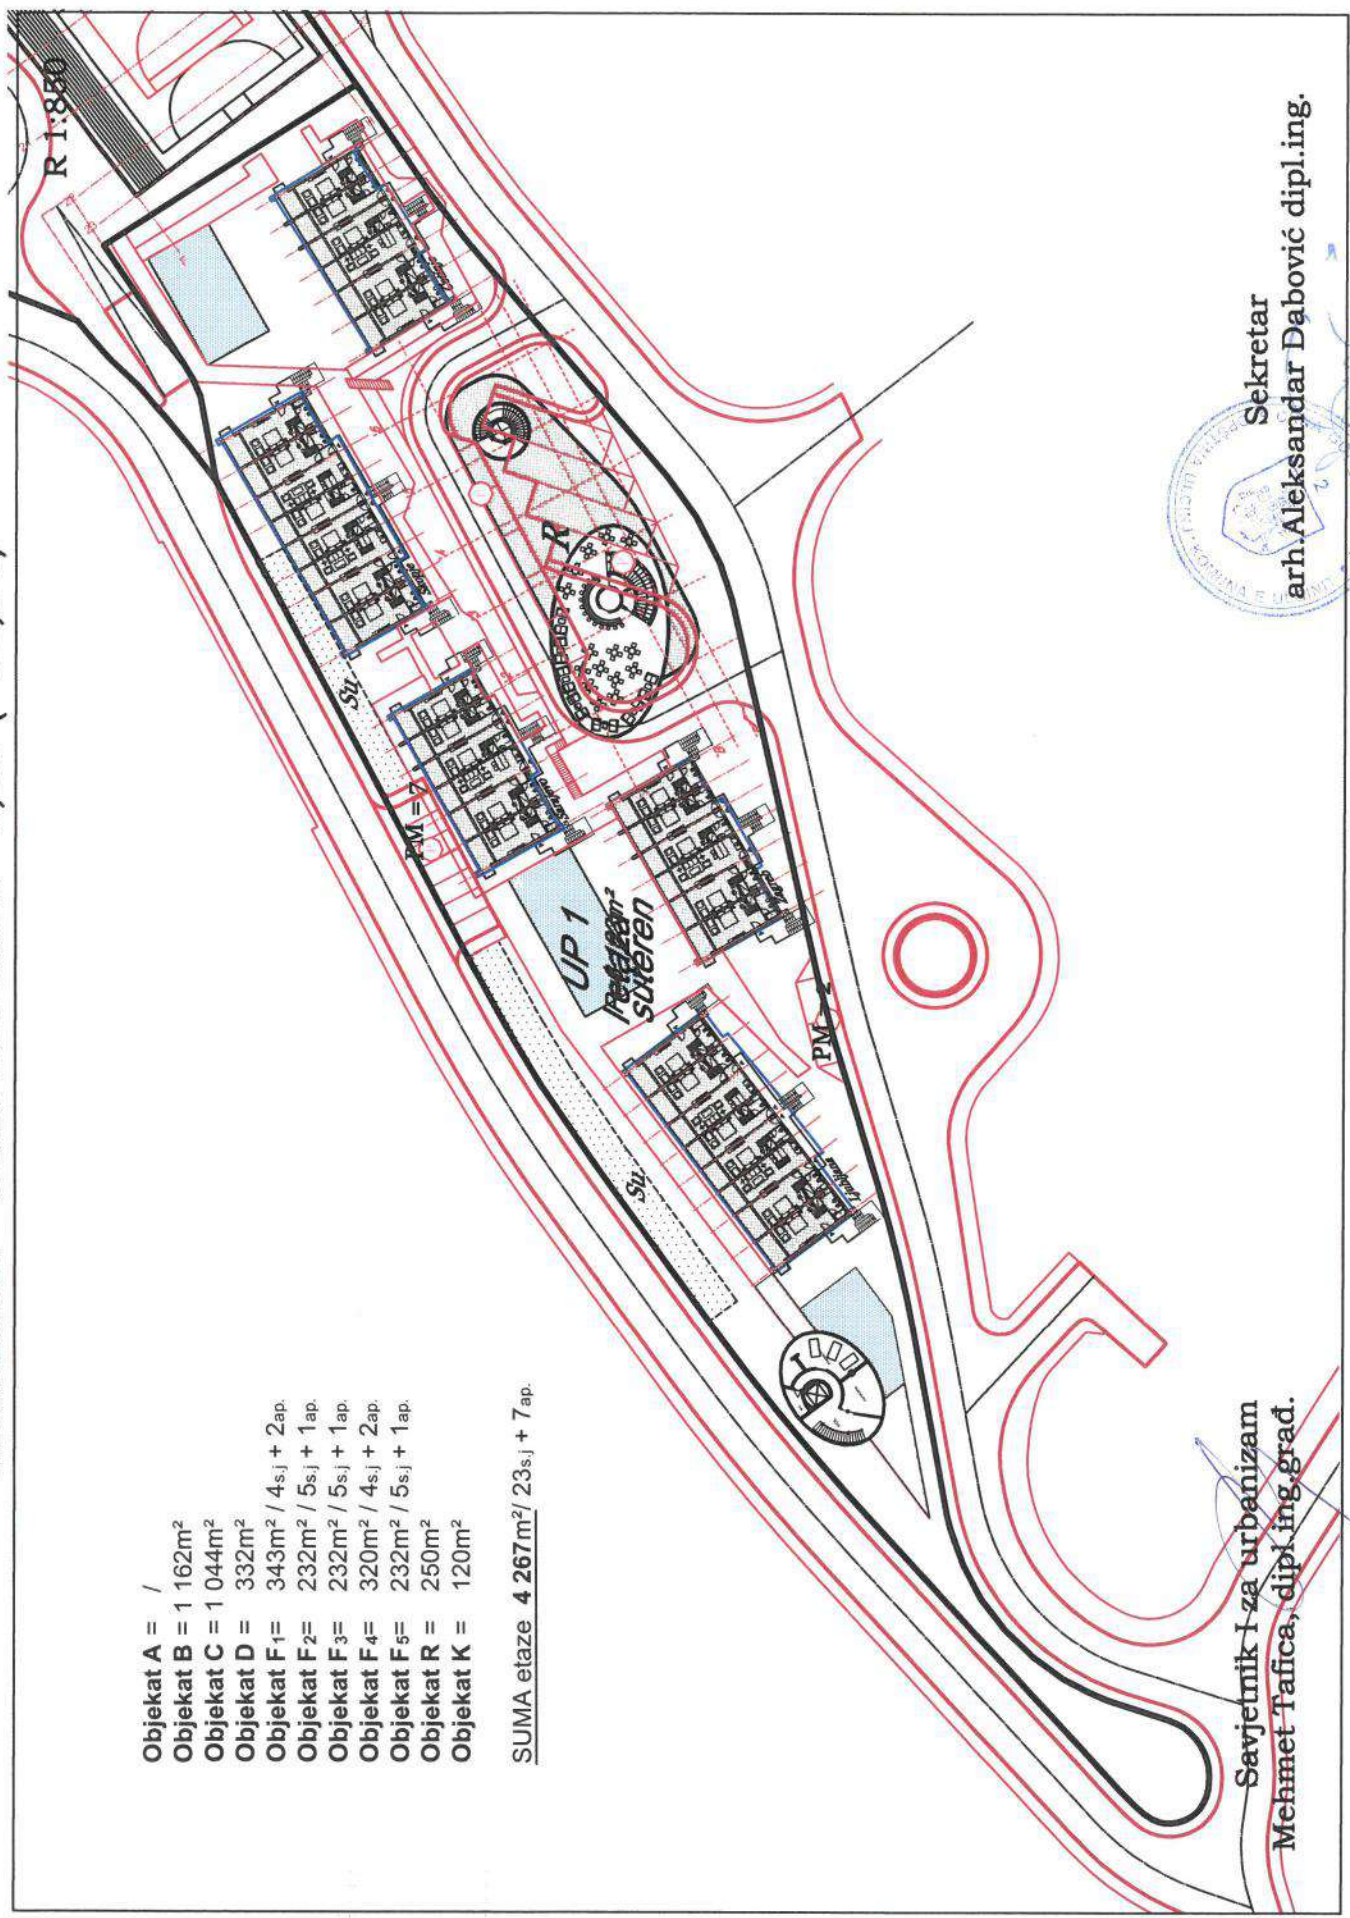 R 1:850
Objekat A = /
Objekat B = 1 162m²
Objekat C = 1 044m²
Objekat D = 332m²
Objekat F1= 343m² / 4s.j + 2ap.
Objekat F2= 232m² / 5s.j + 1ap.
Objekat F3= 232m² / 5s.j + 1ap.
Objekat F4= 320m² / 4s.j + 2ap.
Objekat F5= 232m² / 5s.j + 1ap.
Objekat R = 250m²
Objekat K = 120m²
SUMA etaze 4 267m²/ 23s.j + 7ap.
Su
PM =7
R
UP 1
suteren
Su
PM = 2
Skopje
Ljubljana
Savjetnik I za urbanizam
Mehmet Tafica, dipl.ing.građ.
Sekretar
arh.Aleksandar Dabović dipl.ing.